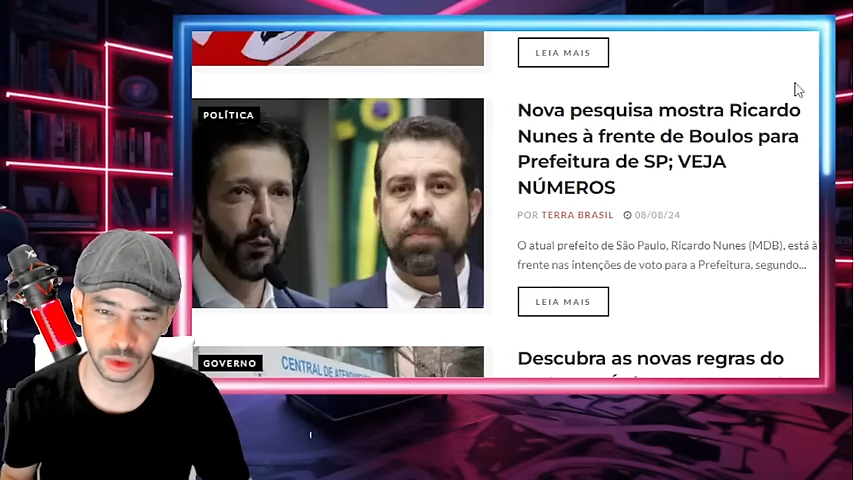 LEIA MAIS
POLÍTICA
Nova pesquisa mostra Ricardo
Nunes à frente de Boulos para
Prefeitura de SP; VEJA
NÚMEROS
POR TERRA BRASIL 08/08/24
O atual prefeito de São Paulo, Ricardo Nunes (MDB), está à
frente nas intenções de voto para a Prefeitura, segundo...
LEIA MAIS
GOVERNO
CENTRAL DE
Descubra as novas regras do